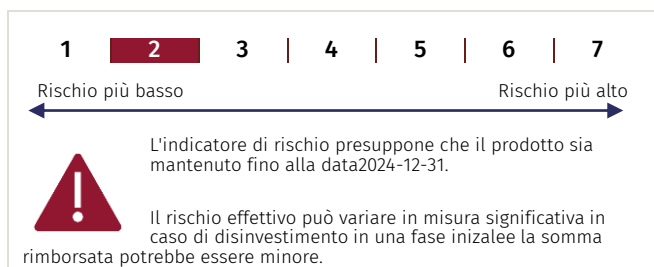 1 2 3 4 5 6 7
Rischio più basso Rischio più alto
L'indicatore di rischio presuppone che il prodotto sia
mantenuto fino alla data2024-12-31.
Il rischio effettivo può variare in misura significativa in
caso di disinvestimento in una fase inizalee la somma
rimborsata potrebbe essere minore.